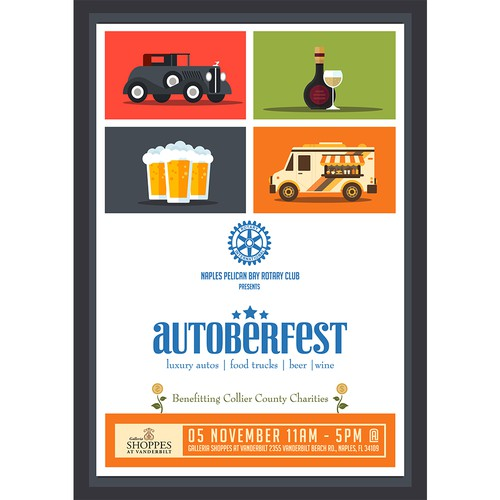 NAPLES PELICAN BAY ROTARY CLUB
PRESENTS
AUTOBERFEST
luxury autos | food trucks | beer | wine
Benefitting Collier County Charities
Galleria
SHOPPES
AT VANDERBILT
05 NOVEMBER 11AM - 5PM @
GALLERIA SHOPPES AT VANDERBILT 2355 VANDERBILT BEACH RD., NAPLES, FL 34109